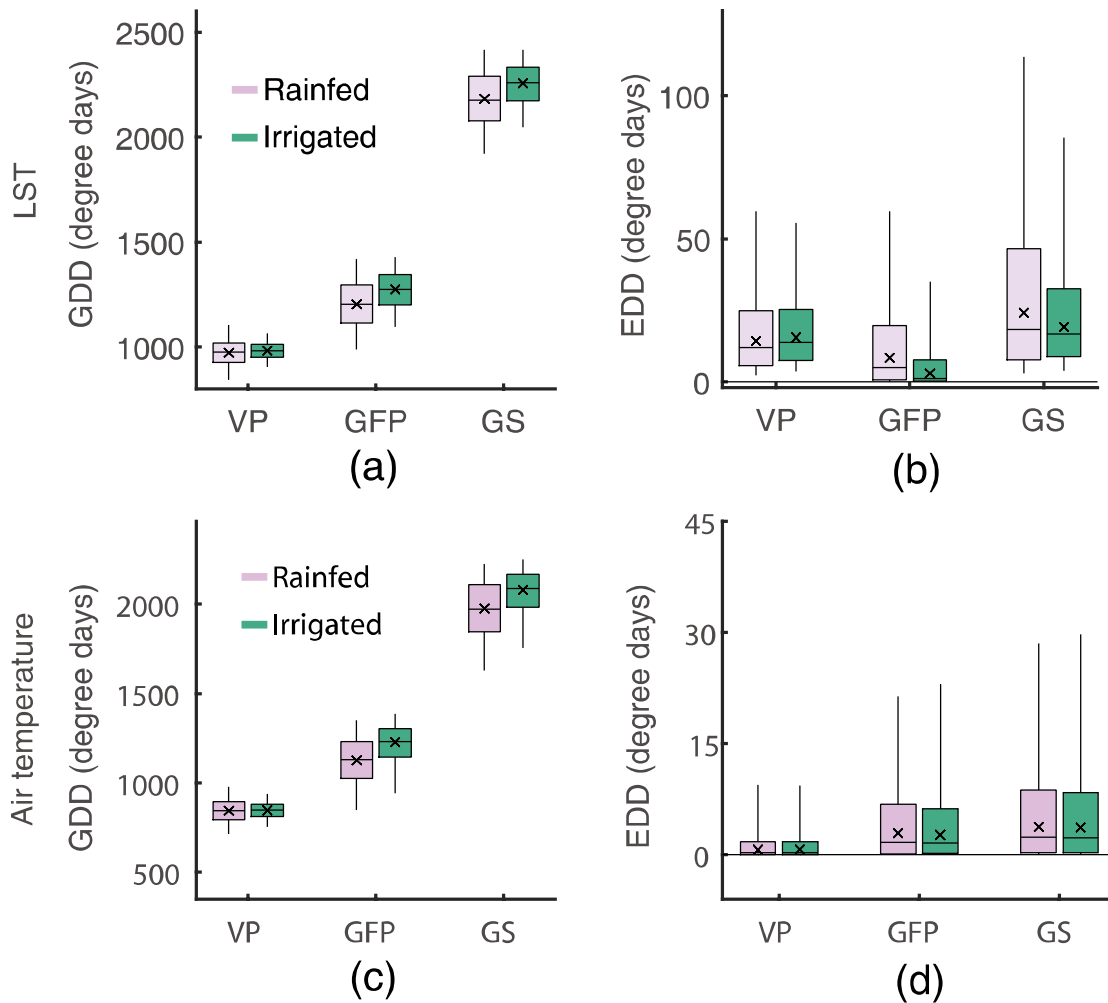 LST
GDD (degree days)
2500
2000
1500
1000
Rainfed
Irrigated
VP
GFP
GS
(a)
EDD (degree days)
100
50
0
VP
GFP
GS
(b)
Air temperature
GDD (degree days)
2000
1500
1000
500
Rainfed
Irrigated
VP
GFP
GS
(c)
EDD (degree days)
45
30
15
0
VP
GFP
GS
(d)